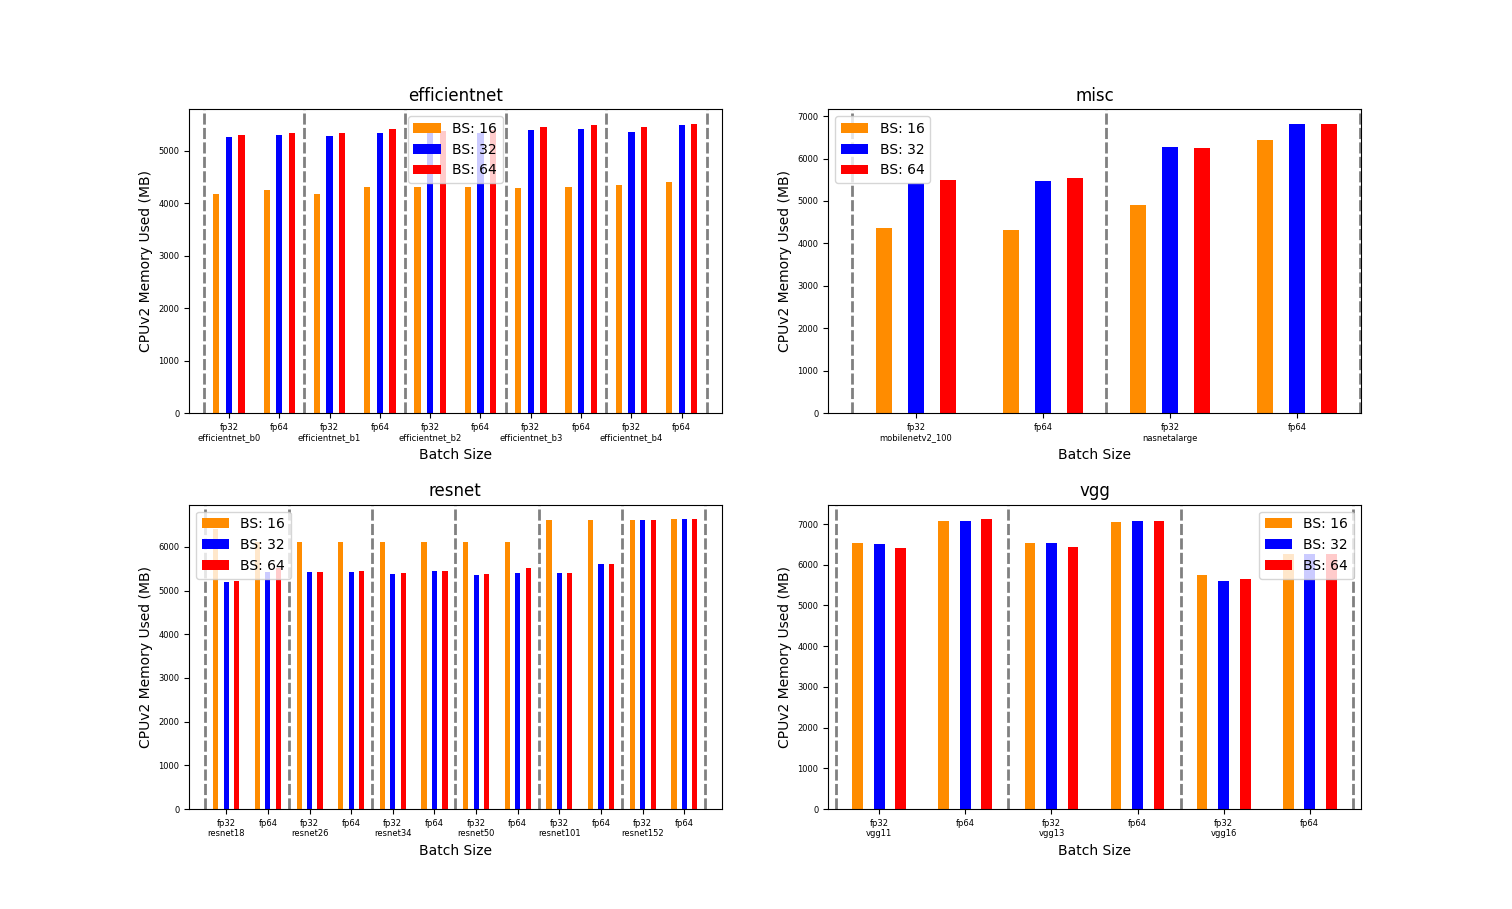 efficientnet
CPUv2 Memory Used (MB)
5000
4000
3000
2000
1000
0
BS: 16
BS: 32
BS: 64
fp32 fp64 fp32 fp64 fp32 fp64 fp32 fp64 fp32 fp64
efficientnet_b0 efficientnet_b1 efficientnet_b2 efficientnet_b3 efficientnet_b4
Batch Size
misc
CPUv2 Memory Used (MB)
7000
6000
5000
4000
3000
2000
1000
0
BS: 16
BS: 32
BS: 64
fp32 fp64 fp32 fp64
mobilenetv2_100 nasnetalarge
Batch Size
resnet
CPUv2 Memory Used (MB)
6000
5000
4000
3000
2000
1000
0
BS: 16
BS: 32
BS: 64
fp32 fp64 fp32 fp64 fp32 fp64 fp32 fp64 fp32 fp64 fp32 fp64
resnet18 resnet26 resnet34 resnet50 resnet101 resnet152
Batch Size
vgg
CPUv2 Memory Used (MB)
7000
6000
5000
4000
3000
2000
1000
0
BS: 16
BS: 32
BS: 64
fp32 fp64 fp32 fp64 fp32 fp64
vgg11 vgg13 vgg16
Batch Size